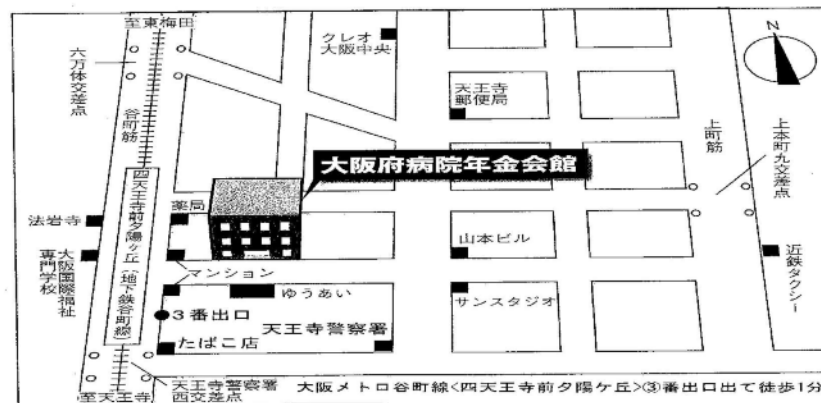 至東梅田
六万体交差点
谷町筋
クレオ
大阪中央
天王寺
郵便局
N
上町筋
上本町九交差点
大阪府病院年金会館
四天王寺前夕陽ヶ丘(地下鉄谷町線)
薬局
法岩寺
大阪国際福祉
専門学校
マンション
山本ビル
近鉄タクシー
ゆうあい
サンスタジオ
●3番出口
天王寺警察署
たばこ店
天王寺警察署
西交差点
至天王寺
大阪メトロ谷町線<四天王寺前夕陽ケ丘>③番出口出て徒歩1分